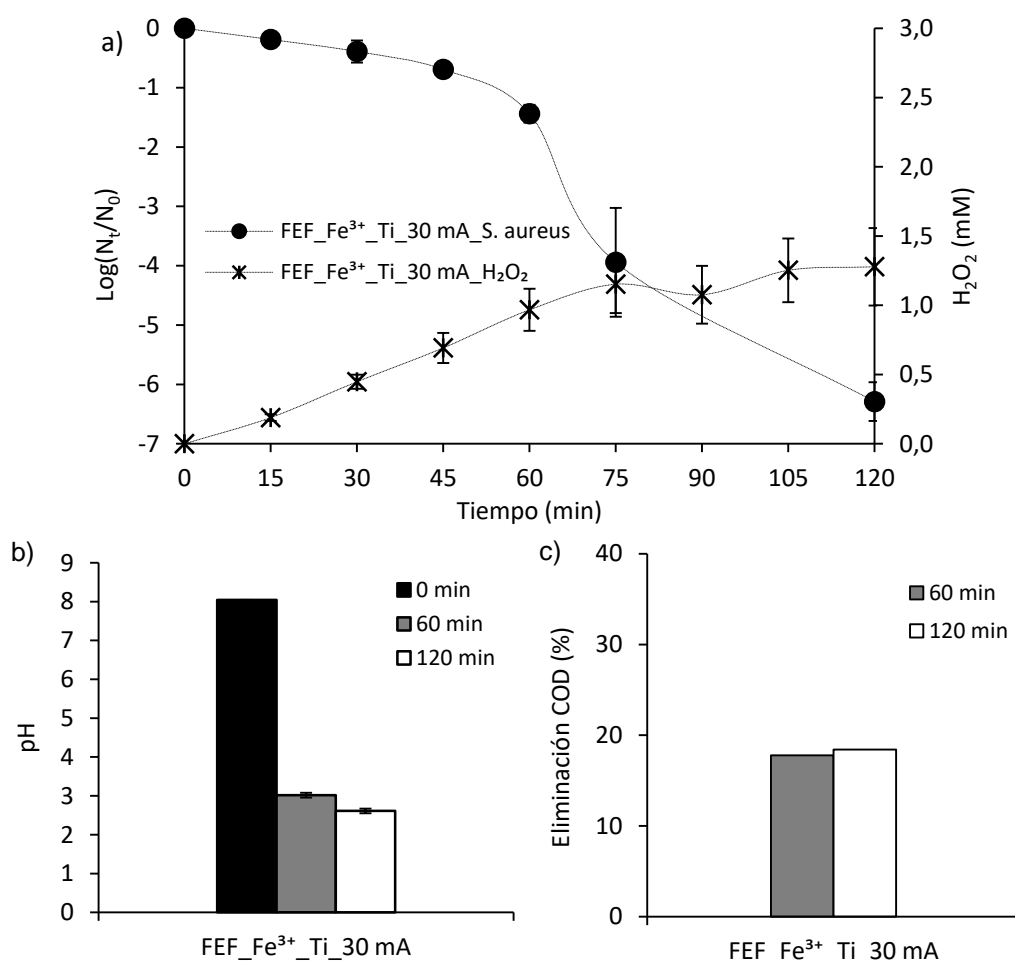 a)
0
-1
-2
-3
-4
-5
-6
-7
Log(Nₜ/N₀)
3,0
2,5
2,0
1,5
1,0
0,5
0,0
H₂O₂ (mM)
FEF_Fe³⁺_Ti_30 mA_S. aureus
FEF_Fe³⁺_Ti_30 mA_H₂O₂
0 15 30 45 60 75 90 105 120
Tiempo (min)
b)
9
8
7
6
5
4
3
2
1
0
pH
0 min
60 min
120 min
FEF_Fe³⁺_Ti_30 mA
c)
40
30
20
10
0
Eliminación COD (%)
60 min
120 min
FEF Fe³⁺ Ti 30 mA